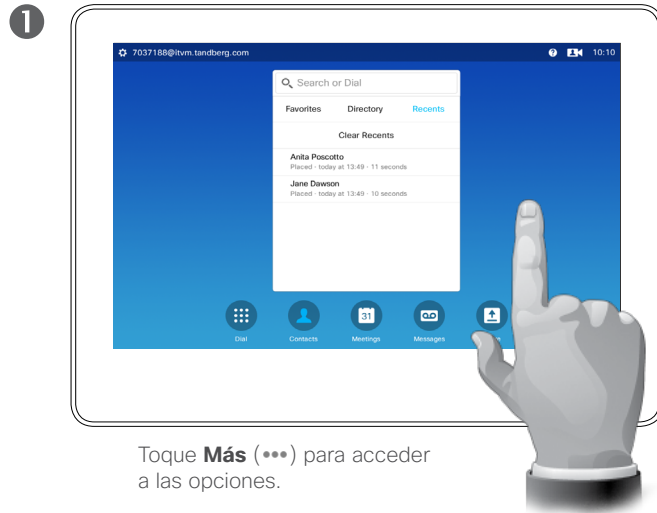 1
7037188@itvm.tandberg.com ? 10:10
Search or Dial
Favorites Directory Recents
Clear Recents
Anita Poscotto
Placed - today at 13:49 - 11 seconds
Jane Dawson
Placed - today at 13:49 - 10 seconds
31
Dial Contacts Meetings Messages
Toque Más (•••) para acceder
a las opciones.